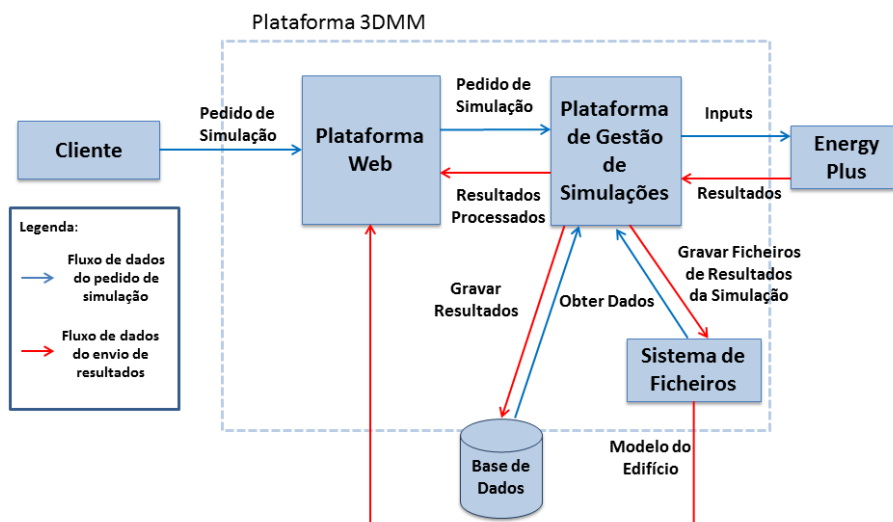 Plataforma 3DMM
Pedido de
Simulação
Cliente
Plataforma
Web
Pedido de
Simulação
Resultados
Processados
Plataforma
de Gestão
de
Simulações
Inputs
Resultados
Energy
Plus
Legenda:
Fluxo de dados
do pedido de
simulação
Fluxo de dados
do envio de
resultados
Gravar
Resultados
Obter Dados
Gravar Ficheiros
de Resultados
da Simulação
Sistema de
Ficheiros
Base de
Dados
Modelo do
Edifício